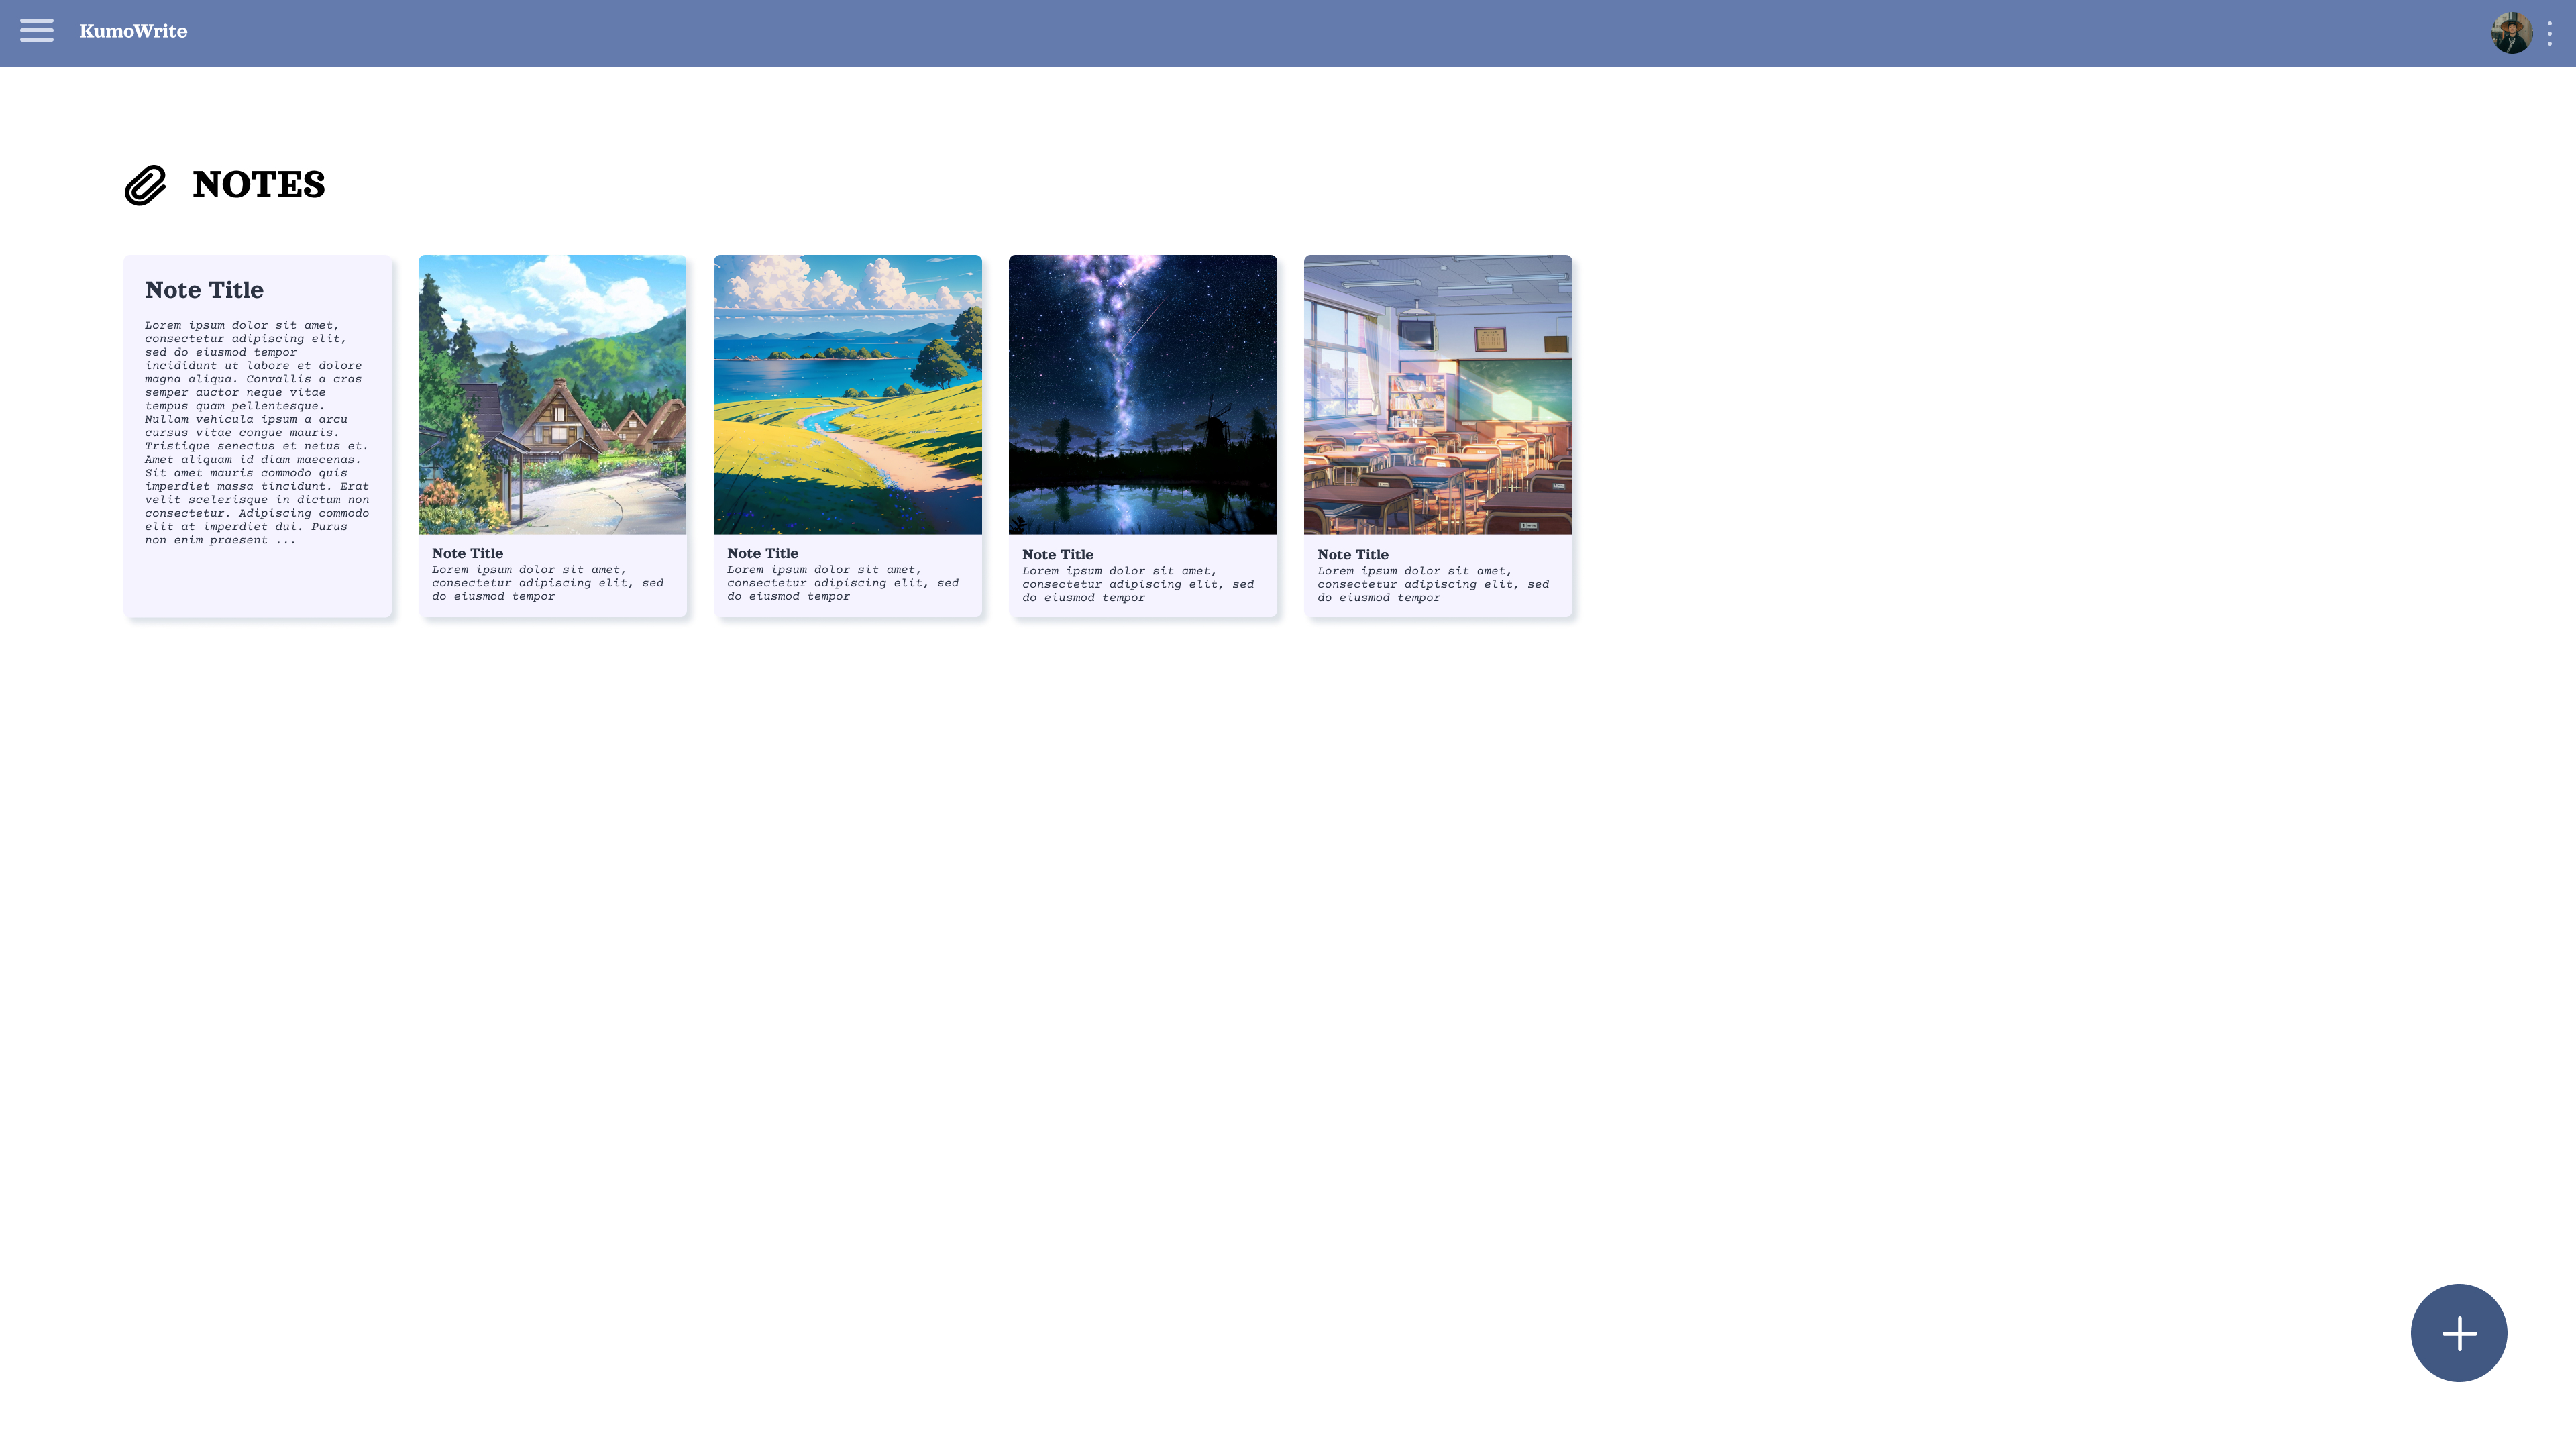 KumoWrite
NOTES
Note Title
Lorem ipsum dolor sit amet,
consectetur adipiscing elit,
sed do eiusmod tempor
incididunt ut labore et dolore
magna aliqua. Convallis a cras
semper auctor neque vitae
tempus quam pellentesque.
Nullam vehicula ipsum a arcu
cursus vitae congue mauris.
Tristique senectus et netus et.
Amet aliquam id diam maecenas.
Sit amet mauris commodo quis
imperdiet massa tincidunt. Erat
velit scelerisque in dictum non
consectetur. Adipiscing commodo
elit at imperdiet dui. Purus
non enim praesent ...
Note Title
Lorem ipsum dolor sit amet,
consectetur adipiscing elit, sed
do eiusmod tempor
Note Title
Lorem ipsum dolor sit amet,
consectetur adipiscing elit, sed
do eiusmod tempor
Note Title
Lorem ipsum dolor sit amet,
consectetur adipiscing elit, sed
do eiusmod tempor
Note Title
Lorem ipsum dolor sit amet,
consectetur adipiscing elit, sed
do eiusmod tempor